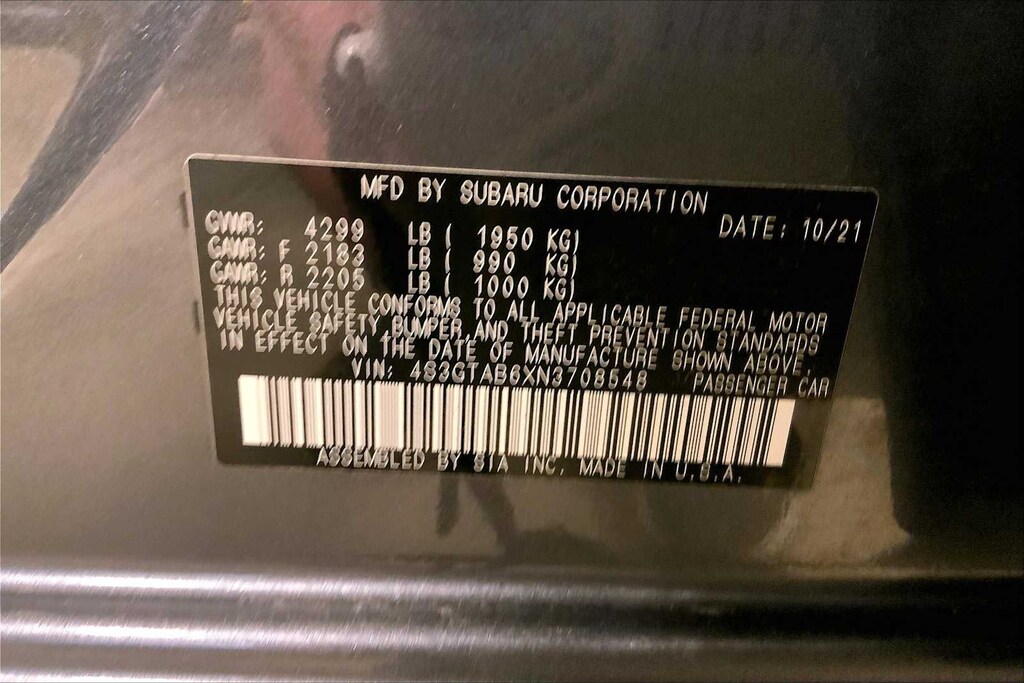 MFD BY SUBARU CORPORATION
DATE: 10/21
GVWR: 4299 LB ( 1950 KG)
GAWR: F 2183 LB ( 990 KG)
GAWR: R 2205 LB ( 1000 KG)
THIS VEHICLE CONFORMS TO ALL APPLICABLE FEDERAL MOTOR
VEHICLE SAFETY,BUMPER,AND THEFT PREVENTION STANDARDS
IN EFFECT ON THE DATE OF MANUFACTURE SHOWN ABOVE.
VIN: 4S3GTAB6XN3708548 PASSENGER CAR
ASSEMBLED BY SIA INC. MADE IN U.S.A.